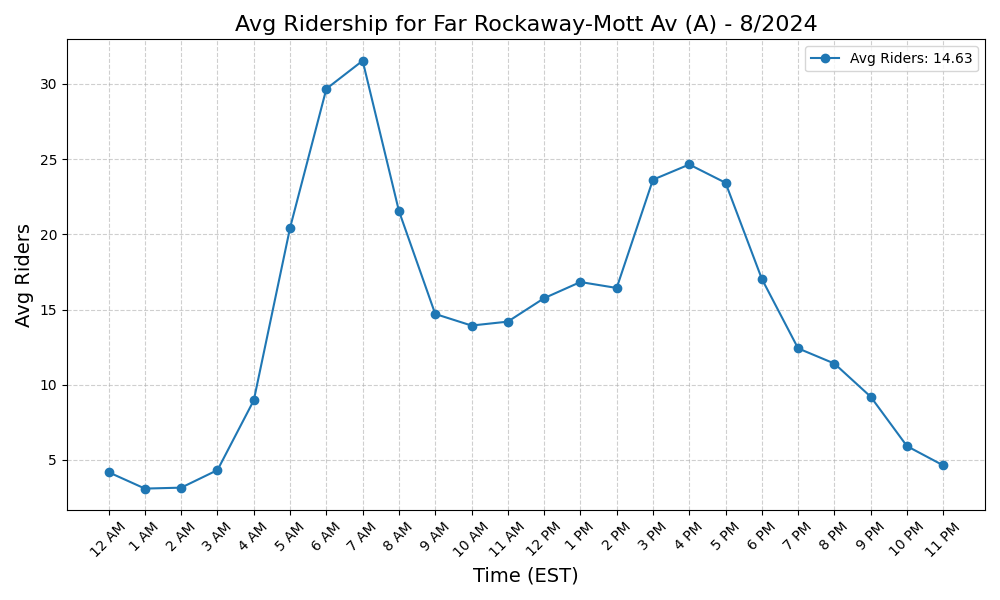 Avg Ridership for Far Rockaway-Mott Av (A) - 8/2024
Avg Riders: 14.63
Avg Riders
30
25
20
15
10
5
12 AM
1 AM
2 AM
3 AM
4 AM
5 AM
6 AM
7 AM
8 AM
9 AM
10 AM
11 AM
12 PM
1 PM
2 PM
3 PM
4 PM
5 PM
6 PM
7 PM
8 PM
9 PM
10 PM
11 PM
Time (EST)